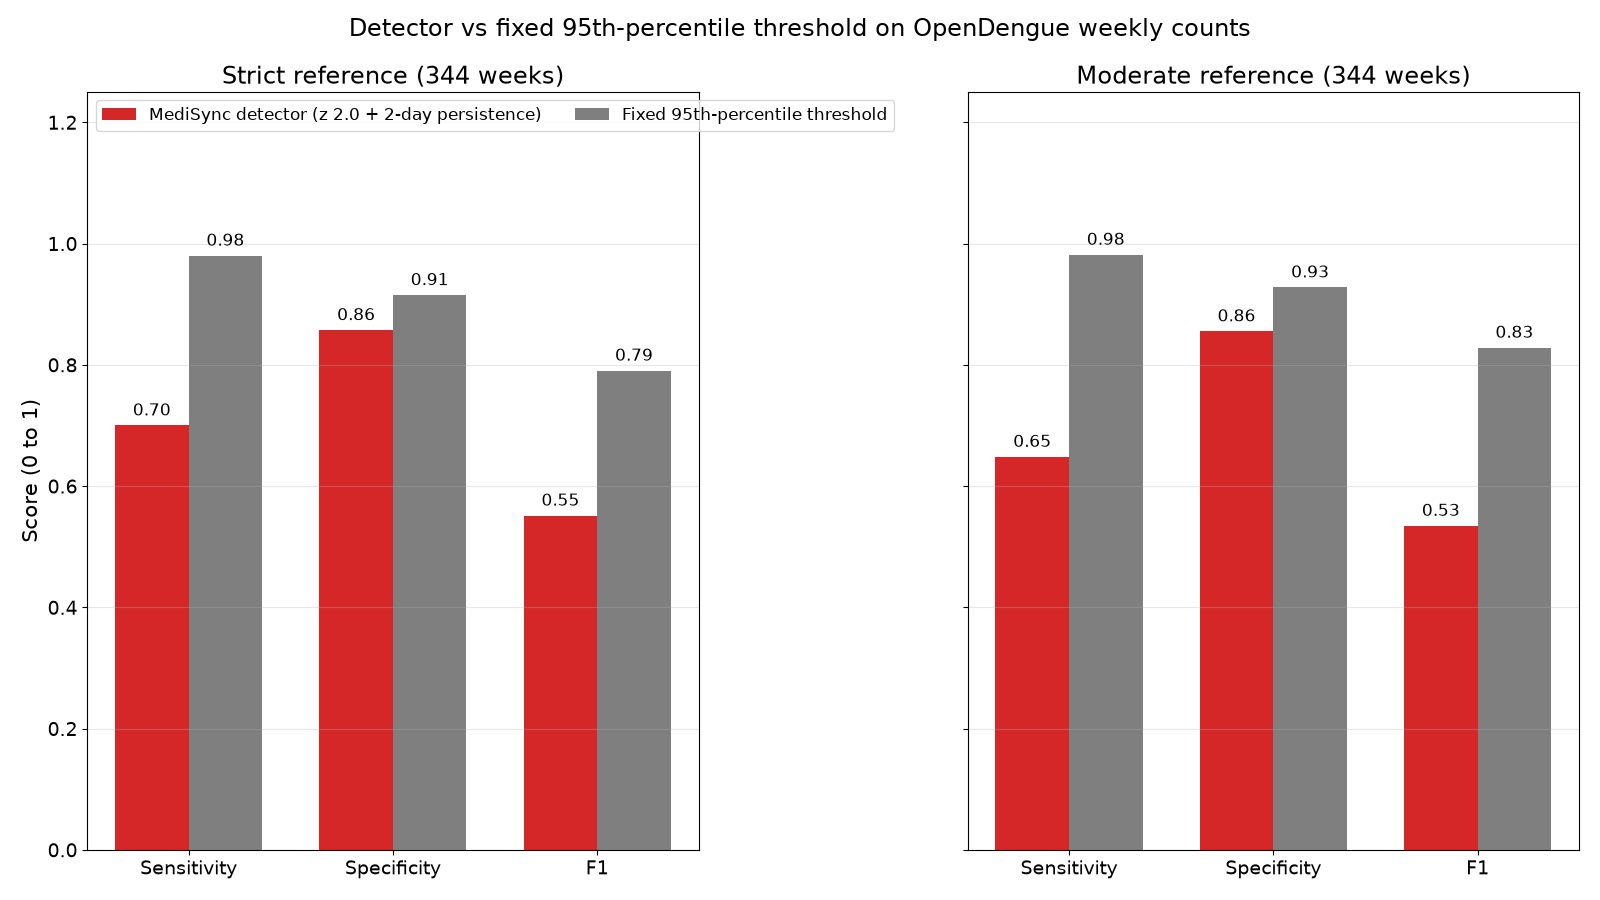 Detector vs fixed 95th-percentile threshold on OpenDengue weekly counts
Strict reference (344 weeks)
MediSync detector (z 2.0 + 2-day persistence)
Fixed 95th-percentile threshold
Score (0 to 1)
1.2
1.0
0.8
0.6
0.4
0.2
0.0
0.70
0.98
0.86
0.91
0.55
0.79
Sensitivity
Specificity
F1
Moderate reference (344 weeks)
0.65
0.98
0.86
0.93
0.53
0.83
Sensitivity
Specificity
F1